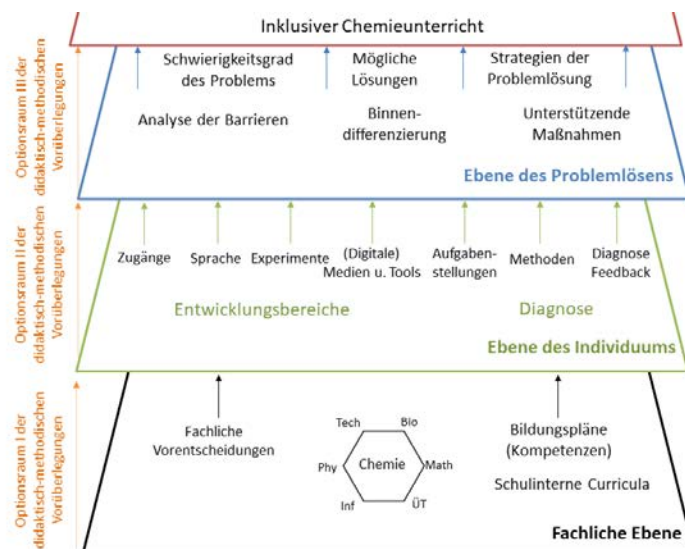 Inklusiver Chemieunterricht
Optionsraum III der
didaktisch-methodischen
Vorüberlegungen
Schwierigkeitsgrad
des Problems
Mögliche
Lösungen
Strategien der
Problemlösung
Analyse der Barrieren
Binnen-
differenzierung
Unterstützende
Maßnahmen
Ebene des Problemlösens
Optionsraum II der
didaktisch-methodischen
Vorüberlegungen
Zugänge
Sprache
Experimente
(Digitale)
Medien u. Tools
Aufgaben-
stellungen
Methoden
Diagnose
Feedback
Entwicklungsbereiche
Diagnose
Ebene des Individuums
Optionsraum I der
didaktisch-methodischen
Vorüberlegungen
Fachliche
Vorentscheidungen
Tech
Bio
Phy
Chemie
Math
Inf
ÜT
Bildungspläne
(Kompetenzen)
Schulinterne Curricula
Fachliche Ebene